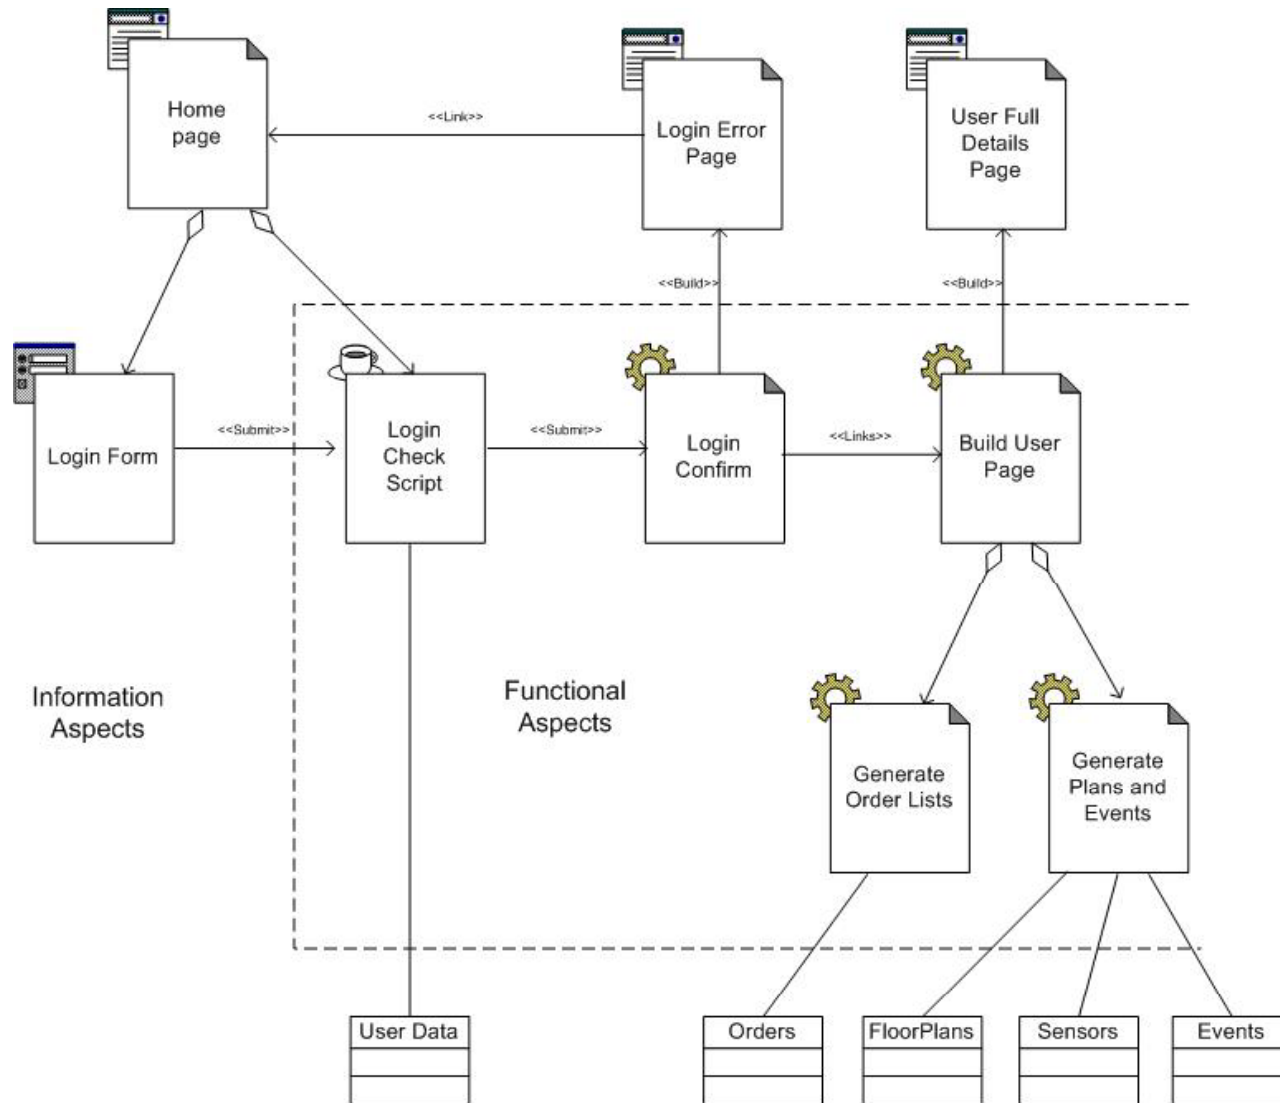 Home
page
<<Link>>
Login Error
Page
User Full
Details
Page
<<Build>>
<<Build>>
Login Form
<<Submit>>
Login
Check
Script
<<Submit>>
Login
Confirm
<<Links>>
Build User
Page
Information
Aspects
Functional
Aspects
Generate
Order Lists
Generate
Plans and
Events
User Data
Orders
FloorPlans
Sensors
Events